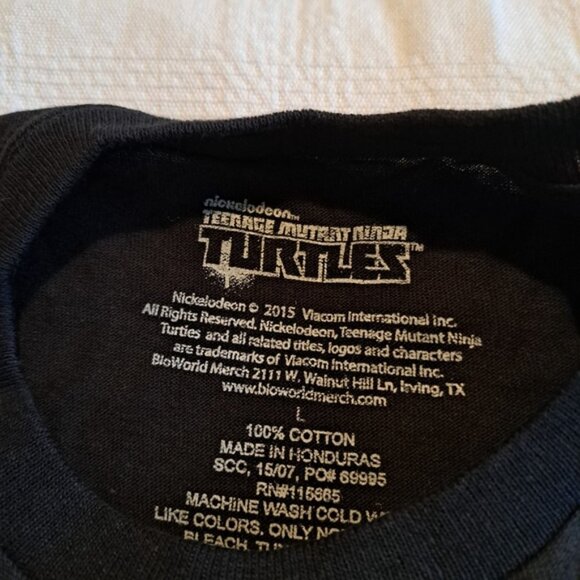 nickelodeon™
TEENAGE MUTANT NINJA
TURTLES™
Nickelodeon © 2015 Viacom International Inc.
All Rights Reserved. Nickelodeon, Teenage Mutant Ninja
Turtles and all related titles, logos and characters
are trademarks of Viacom International Inc.
BioWorld Merch 2111 W. Walnut Hill Ln, Irving, TX
www.bioworldmerch.com
L
100% COTTON
MADE IN HONDURAS
SCC, 15/07, PO# 69995
RN#115665
MACHINE WASH COLD
LIKE COLORS. ONLY
BLEACH.